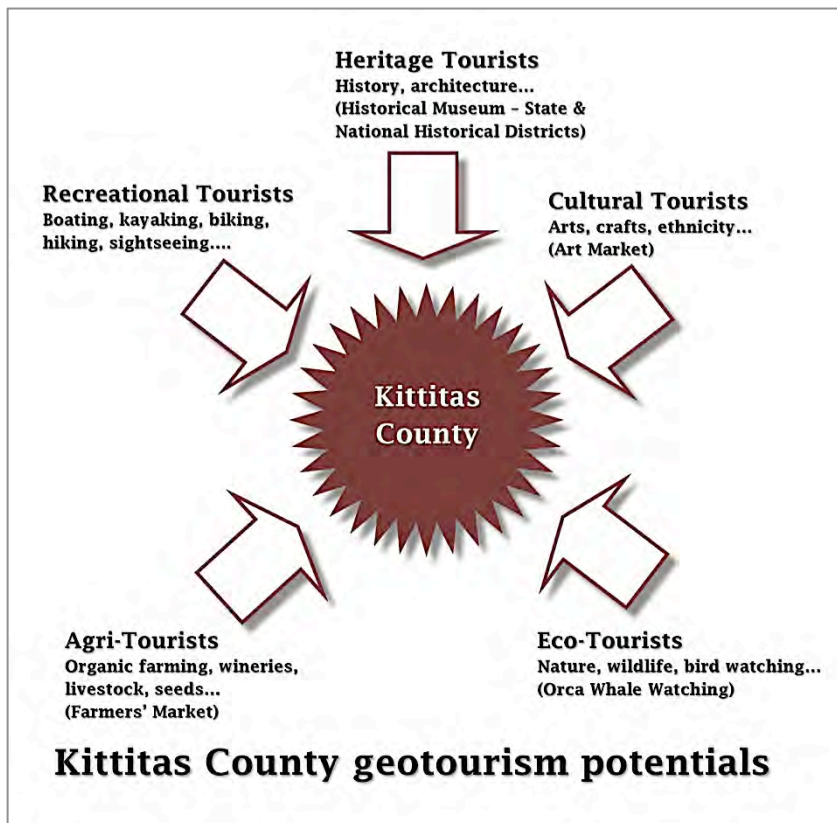 Heritage Tourists
History, architecture...
(Historical Museum – State &
National Historical Districts)
Recreational Tourists
Boating, kayaking, biking,
hiking, sightseeing....
Cultural Tourists
Arts, crafts, ethnicity...
(Art Market)
Kittitas
County
Agri-Tourists
Organic farming, wineries,
livestock, seeds...
(Farmers' Market)
Eco-Tourists
Nature, wildlife, bird watching...
(Orca Whale Watching)
Kittitas County geotourism potentials